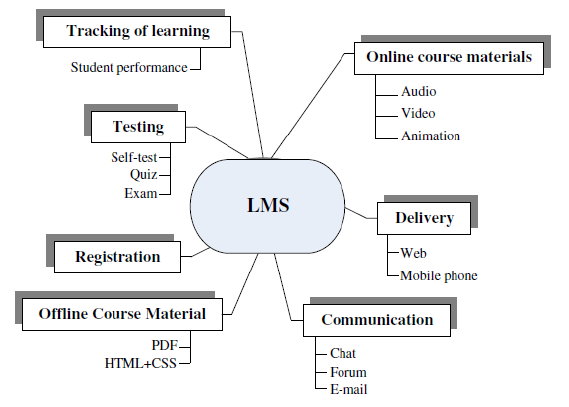 Tracking of learning
Student performance
Online course materials
Audio
Video
Animation
Testing
Self-test
Quiz
Exam
LMS
Delivery
Web
Mobile phone
Registration
Offline Course Material
PDF
HTML+CSS
Communication
Chat
Forum
E-mail